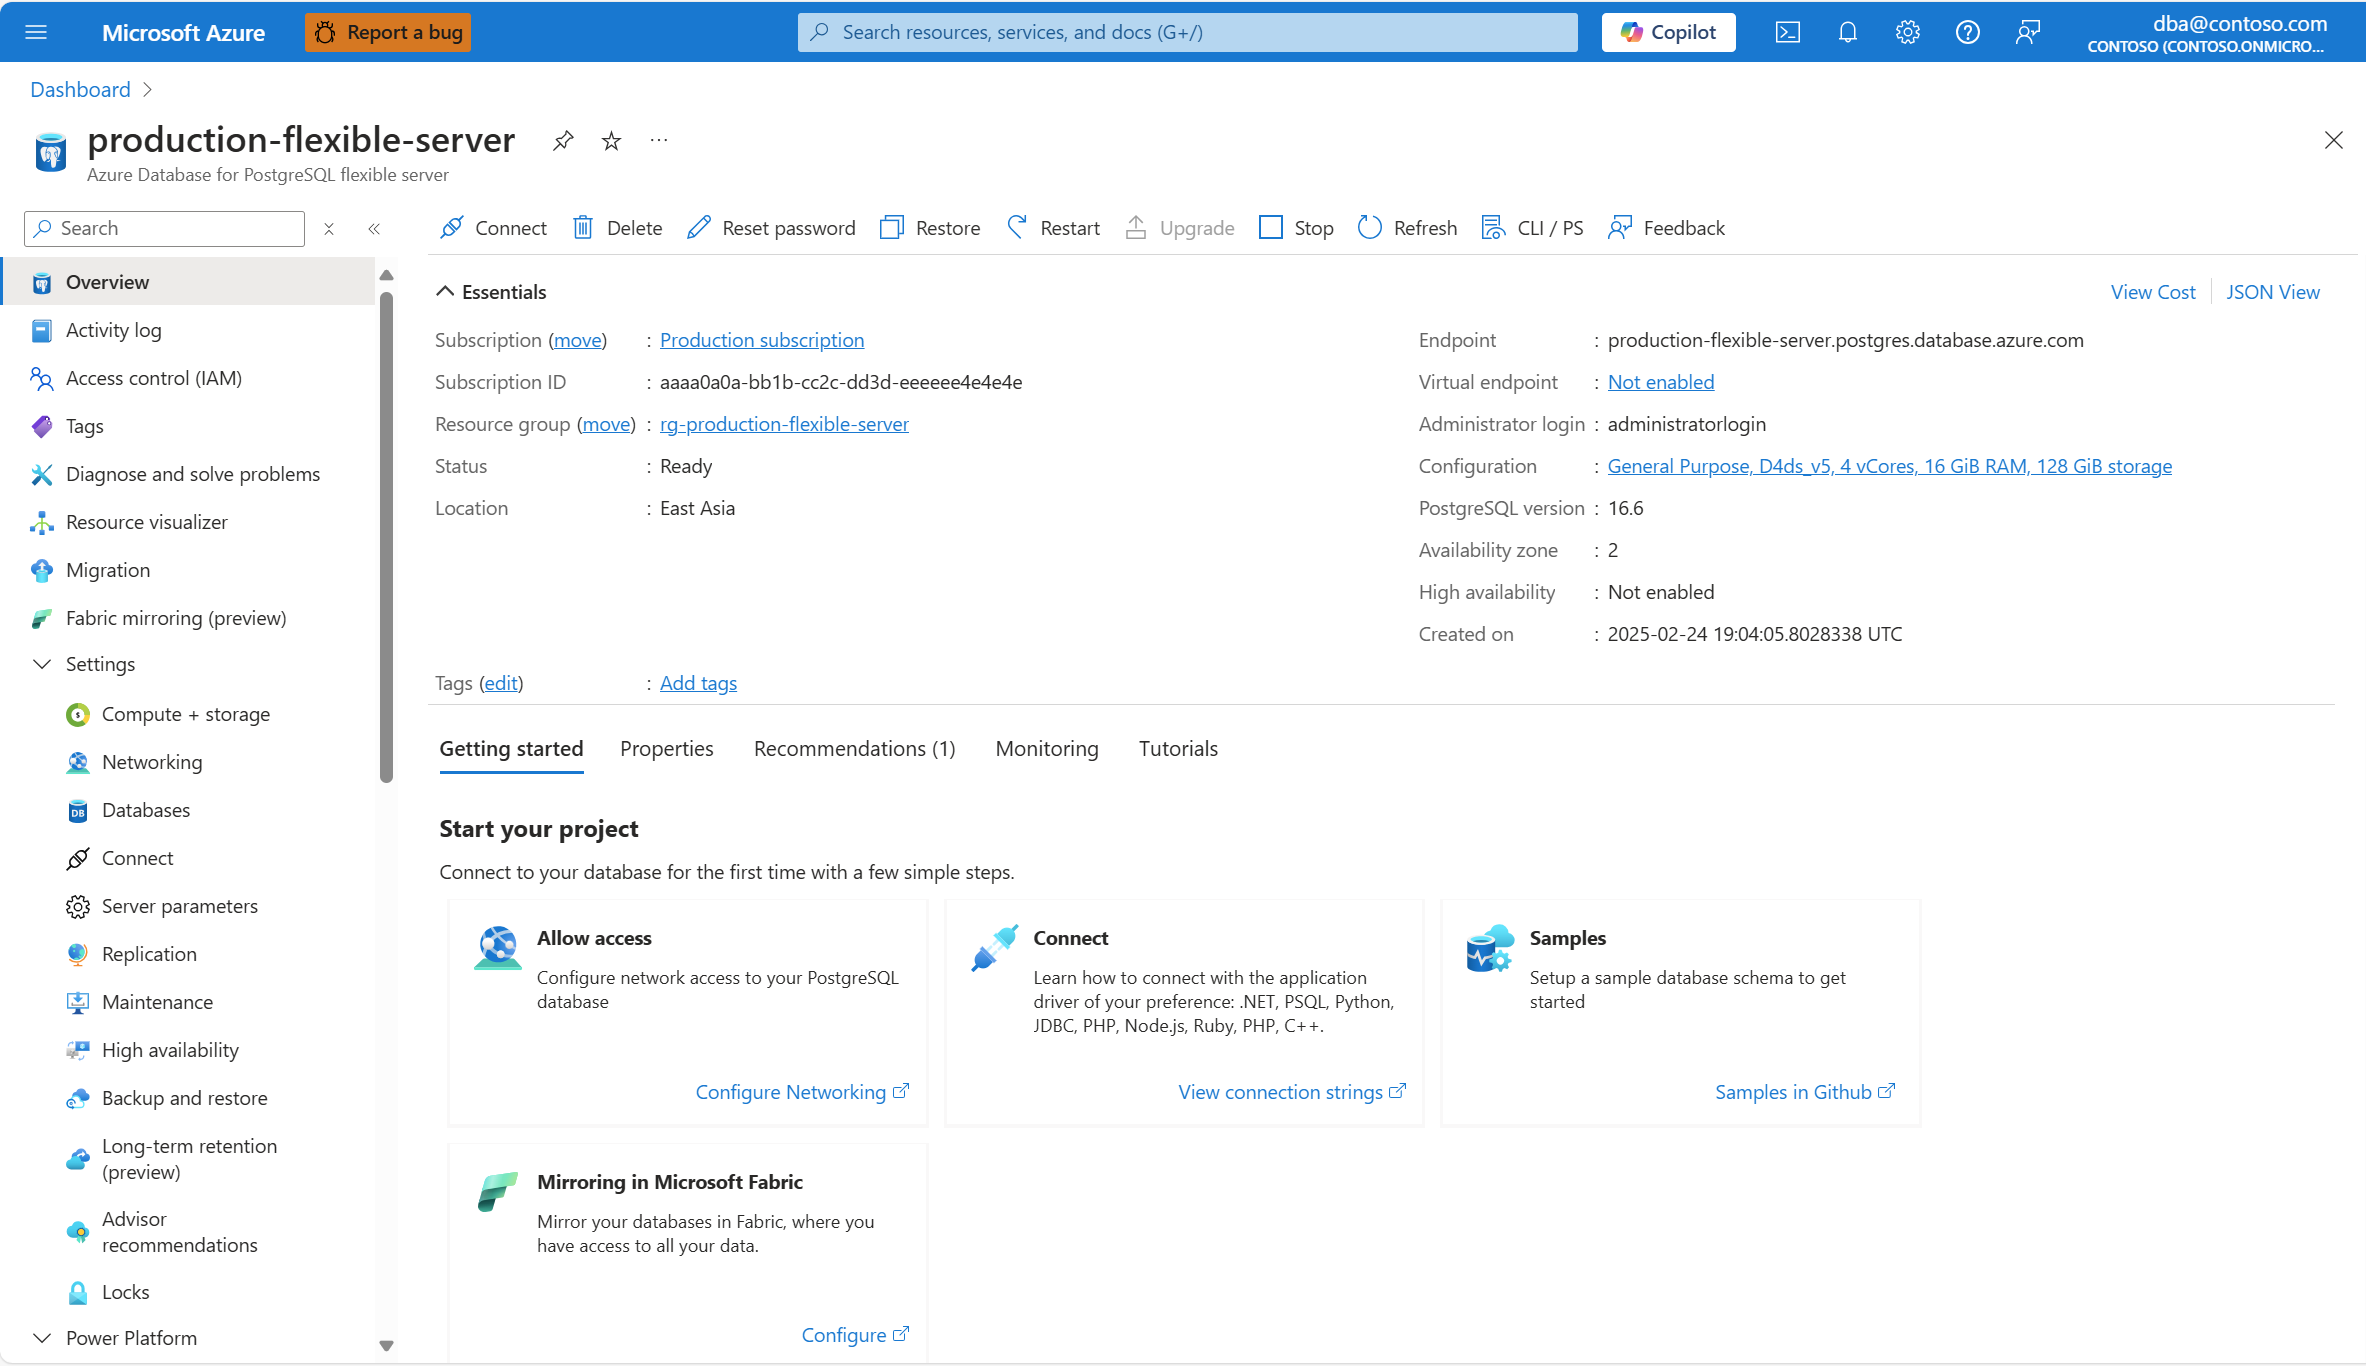 Microsoft Azure
Report a bug
Search resources, services, and docs (G+/)
Copilot
dba@contoso.com
CONTOSO (CONTOSO.ONMICRO...
Dashboard
production-flexible-server
Azure Database for PostgreSQL flexible server
Search
Connect
Delete
Reset password
Restore
Restart
Upgrade
Stop
Refresh
CLI / PS
Feedback
Overview
Activity log
Access control (IAM)
Tags
Diagnose and solve problems
Resource visualizer
Migration
Fabric mirroring (preview)
Settings
Compute + storage
Networking
Databases
Connect
Server parameters
Replication
Maintenance
High availability
Backup and restore
Long-term retention
(preview)
Advisor
recommendations
Locks
Power Platform
Essentials
View Cost
JSON View
Subscription (move) : Production subscription
Subscription ID : aaaa0a0a-bb1b-cc2c-dd3d-eeeeee4e4e4e
Resource group (move) : rg-production-flexible-server
Status : Ready
Location : East Asia
Endpoint : production-flexible-server.postgres.database.azure.com
Virtual endpoint : Not enabled
Administrator login : administratorlogin
Configuration : General Purpose, D4ds_v5, 4 vCores, 16 GiB RAM, 128 GiB storage
PostgreSQL version : 16.6
Availability zone : 2
High availability : Not enabled
Created on : 2025-02-24 19:04:05.8028338 UTC
Tags (edit) : Add tags
Getting started
Properties
Recommendations (1)
Monitoring
Tutorials
Start your project
Connect to your database for the first time with a few simple steps.
Allow access
Configure network access to your PostgreSQL
database
Configure Networking
Connect
Learn how to connect with the application
driver of your preference: .NET, PSQL, Python,
JDBC, PHP, Node.js, Ruby, PHP, C++.
View connection strings
Samples
Setup a sample database schema to get
started
Samples in Github
Mirroring in Microsoft Fabric
Mirror your databases in Fabric, where you
have access to all your data.
Configure